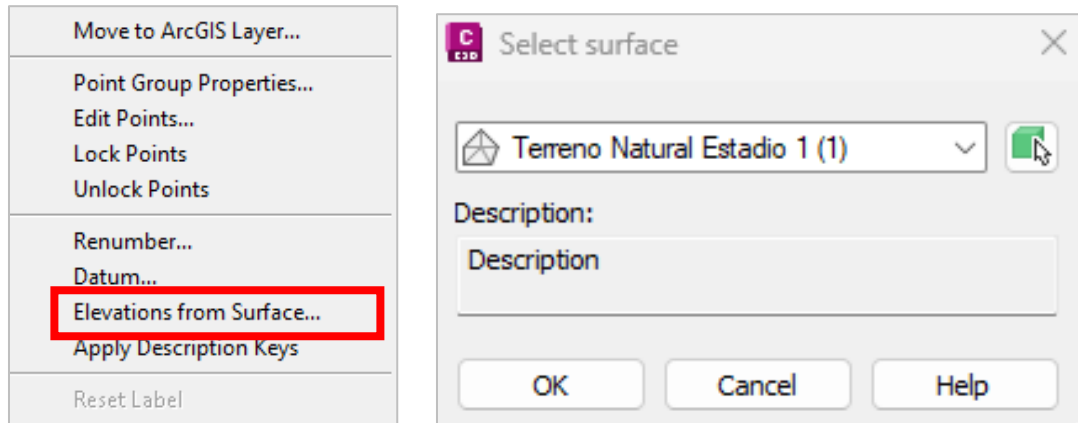 Move to ArcGIS Layer...
Point Group Properties...
Edit Points...
Lock Points
Unlock Points
Renumber...
Datum...
Elevations from Surface...
Apply Description Keys
Reset Label
C
C3D
Select surface
Terreno Natural Estadio 1 (1)
Description:
Description
OK Cancel Help